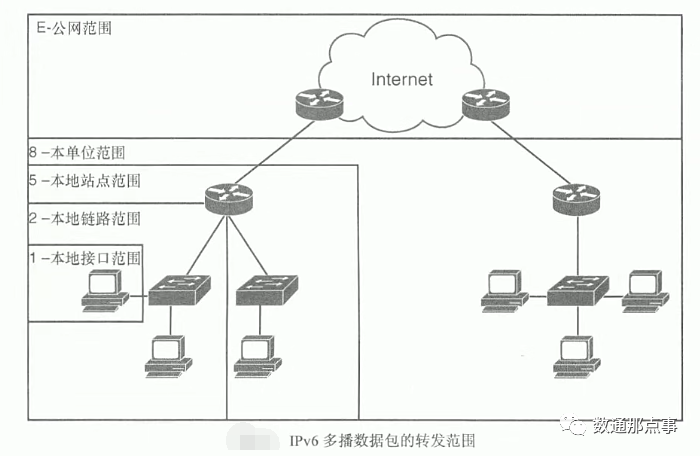 E-公网范围
Internet
8-本单位范围
5-本地站点范围
2-本地链路范围
1-本地接口范围
数通那点事
IPv6 多播数据包的转发范围